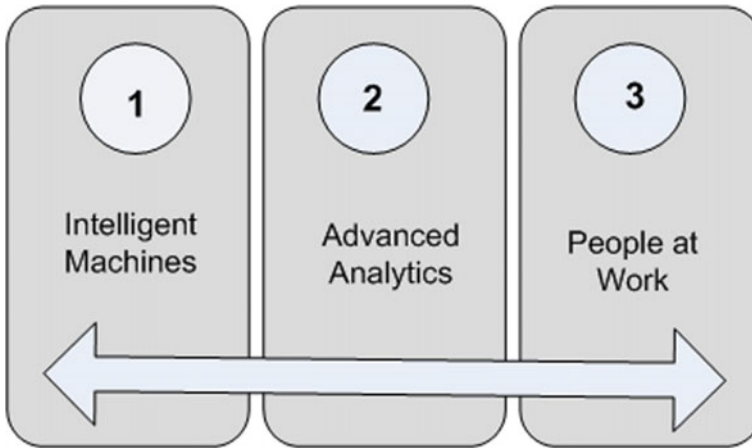 1
Intelligent
Machines
2
Advanced
Analytics
3
People at
Work